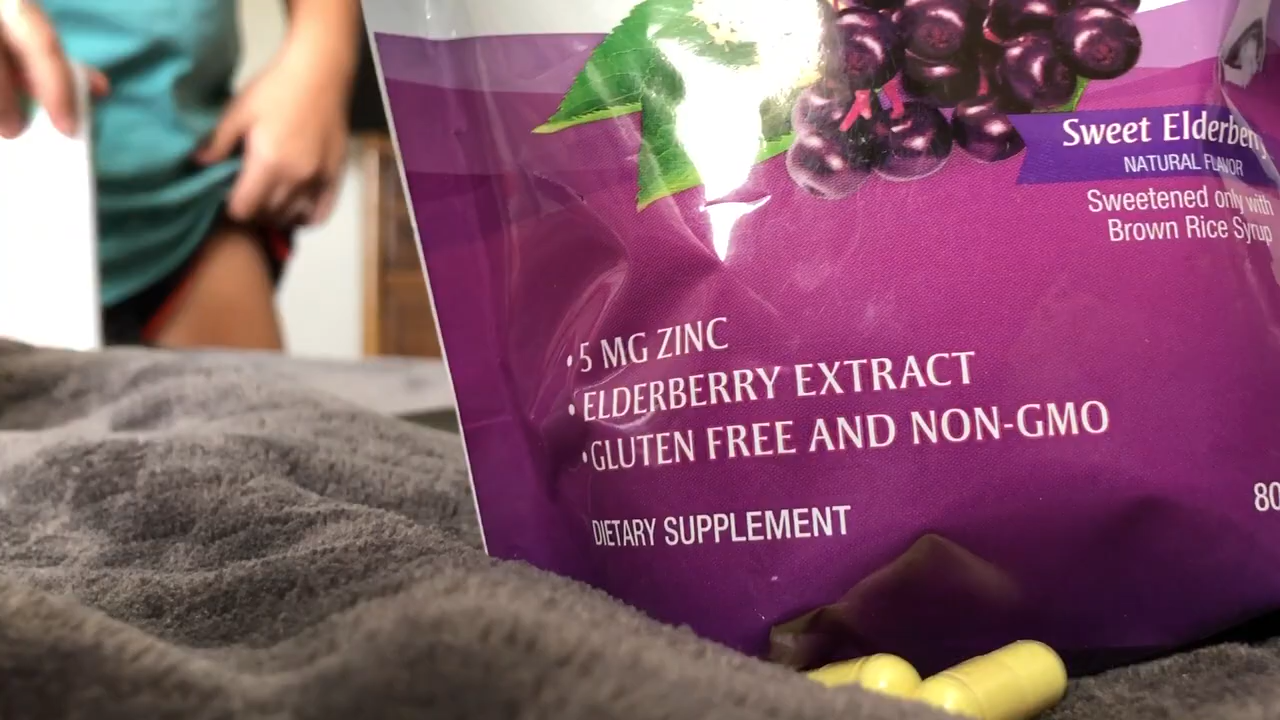 Sweet Elderberry
NATURAL FLAVOR
Sweetened only with
Brown Rice Syrup
• 5 MG ZINC
• ELDERBERRY EXTRACT
• GLUTEN FREE AND NON-GMO
80
DIETARY SUPPLEMENT